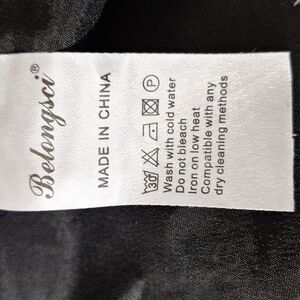 Belongsci®
MADE IN CHINA
30 P
Wash with cold water
Do not bleach
Iron on low heat
Compatible with any
dry cleaning methods